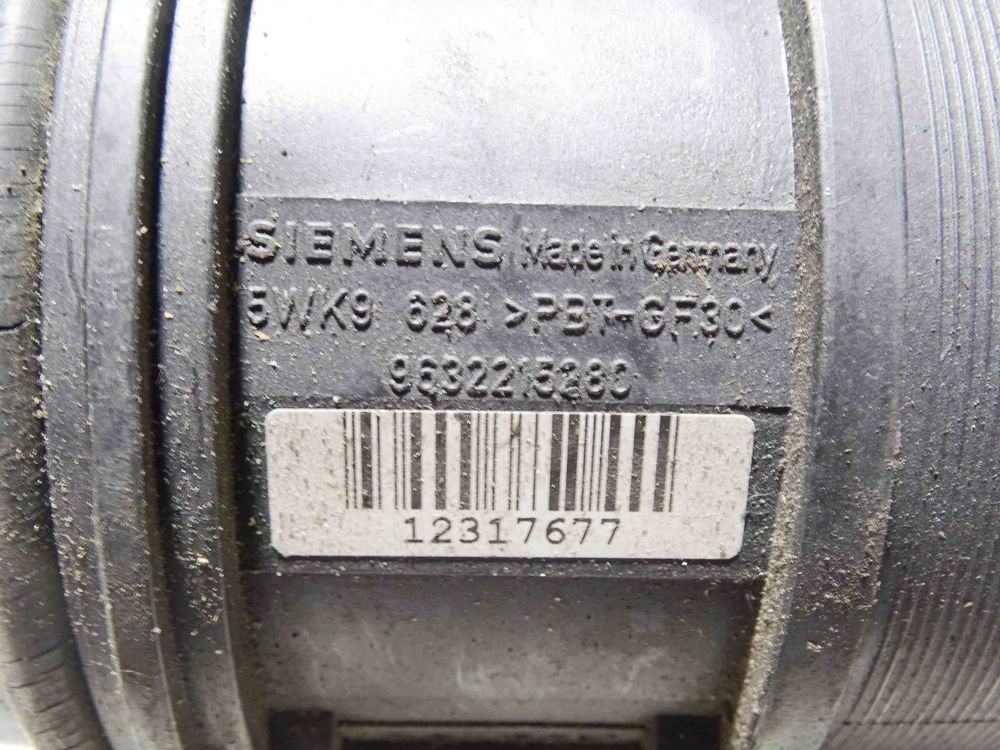 SIEMENS Made in Germany
5WK9 628 >PBT-GF30<
9632215280
12317677